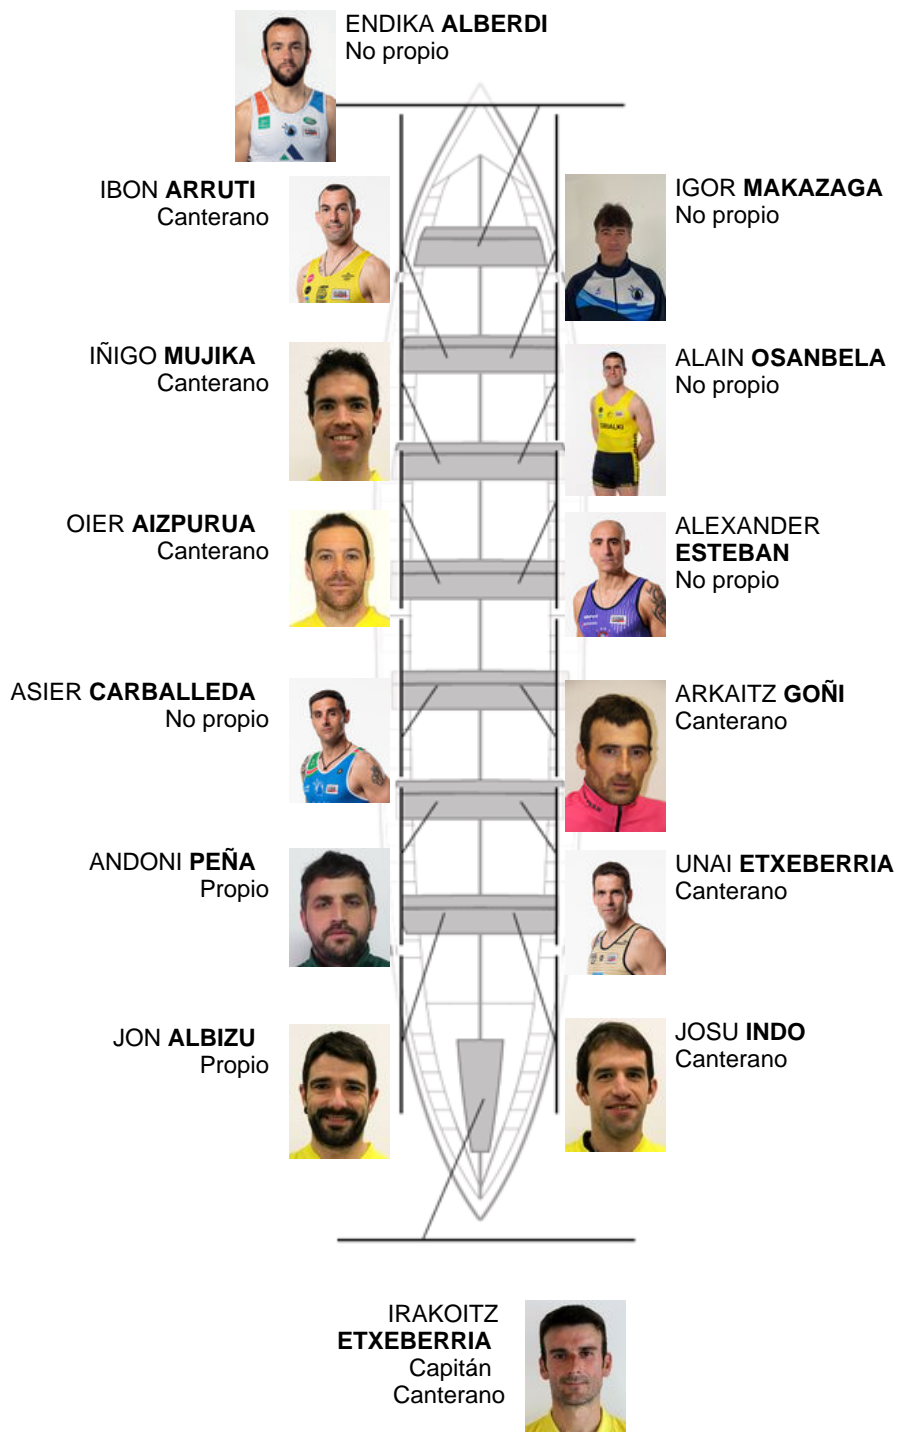 ENDIKA ALBERDI
No propio
IBON ARRUTI
Canterano
IGOR MAKAZAGA
No propio
IÑIGO MUJIKA
Canterano
ALAIN OSANBELA
No propio
OIER AIZPURUA
Canterano
ALEXANDER
ESTEBAN
No propio
ASIER CARBALLEDA
No propio
ARKAITZ GOÑI
Canterano
ANDONI PEÑA
Propio
UNAI ETXEBERRIA
Canterano
JON ALBIZU
Propio
JOSU INDO
Canterano
IRAKOITZ
ETXEBERRIA
Capitán
Canterano